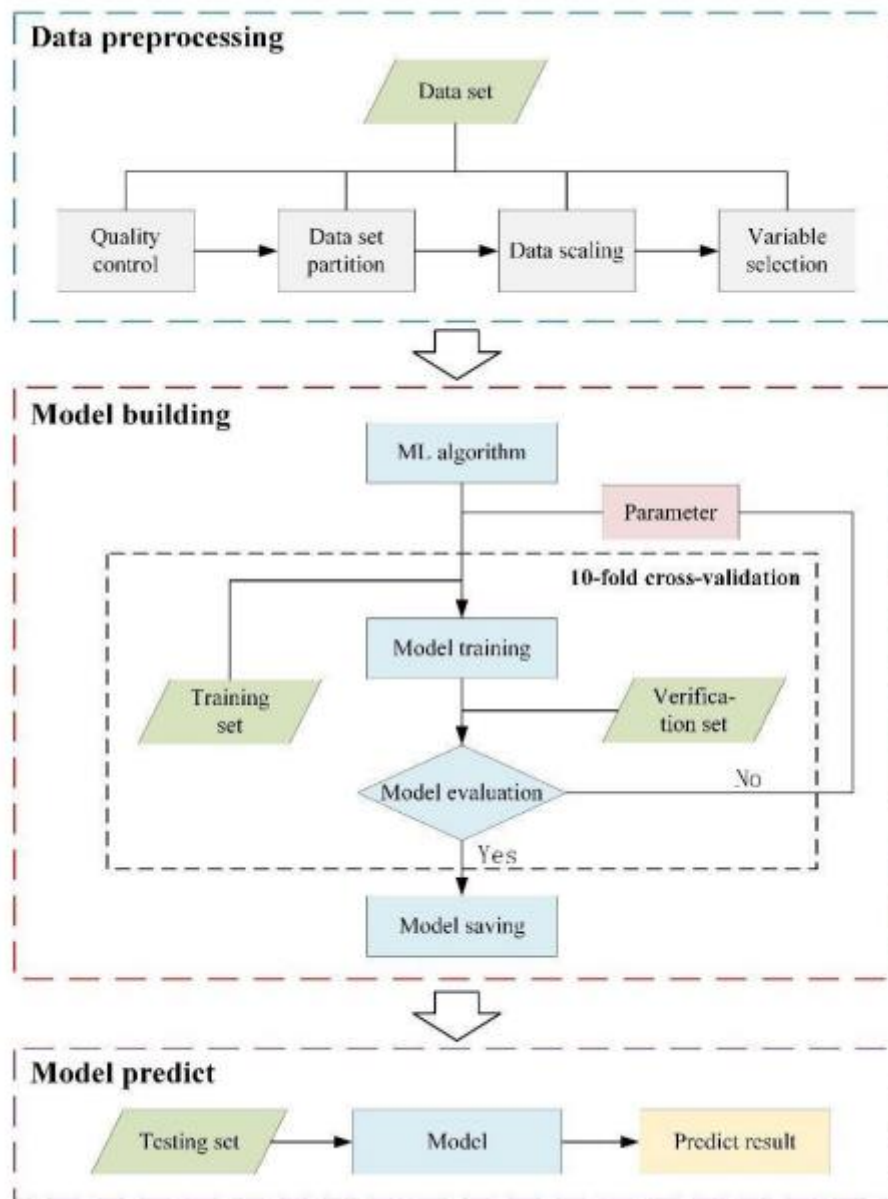 Data preprocessing
Data set
Quality
control
Data set
partition
Data scaling
Variable
selection
Model building
ML algorithm
Parameter
10-fold cross-validation
Model training
Training
set
Verifica-
tion set
Model evaluation
No
Yes
Model saving
Model predict
Testing set
Model
Predict result